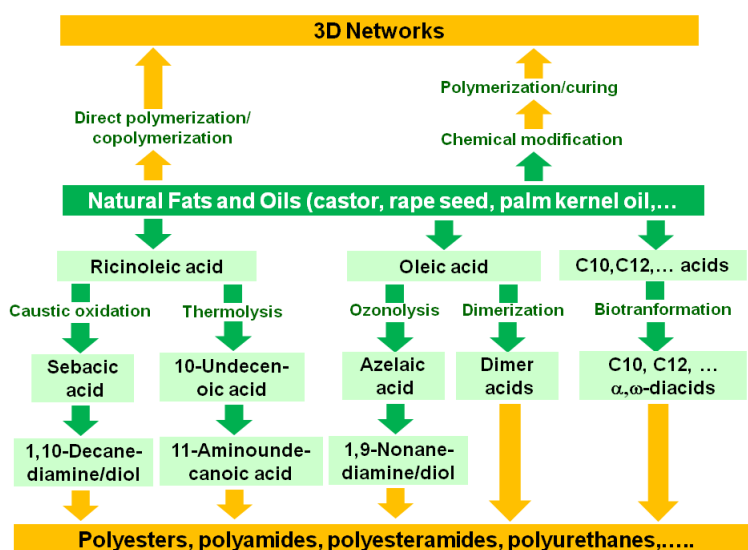 3D Networks
Polymerization/curing
Direct polymerization/
copolymerization
Chemical modification
Natural Fats and Oils (castor, rape seed, palm kernel oil,…
Ricinoleic acid
Oleic acid
C10,C12,… acids
Caustic oxidation
Thermolysis
Ozonolysis
Dimerization
Biotranformation
Sebacic
acid
10-Undecen-
oic acid
Azelaic
acid
Dimer
acids
C10, C12, …
α,ω-diacids
1,10-Decane-
diamine/diol
11-Aminounde-
canoic acid
1,9-Nonane-
diamine/diol
Polyesters, polyamides, polyesteramides, polyurethanes,…..